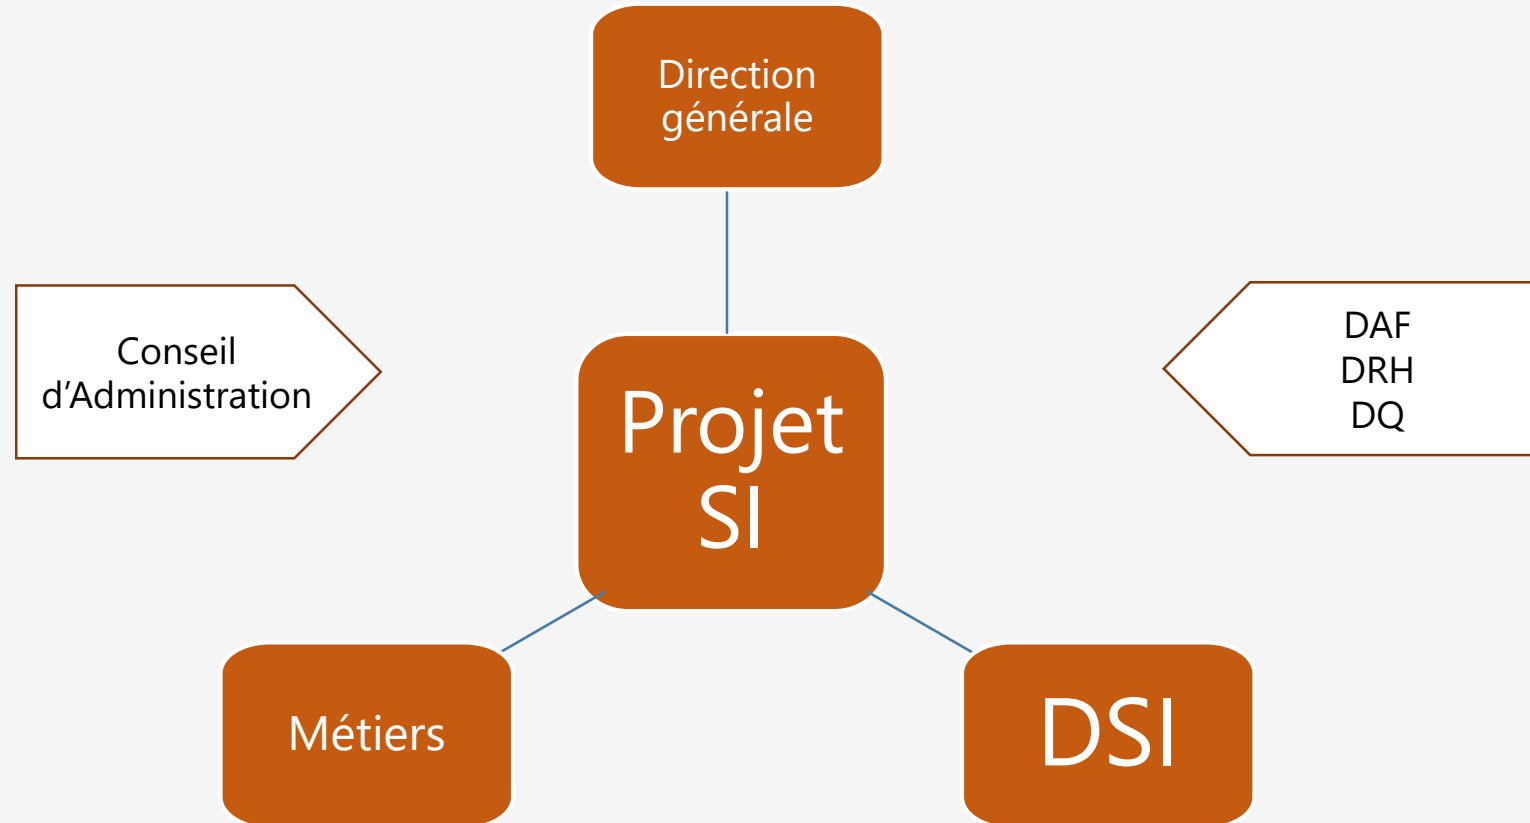 Direction
générale
Conseil
d’Administration
DAF
DRH
DQ
Projet
SI
Métiers
DSI